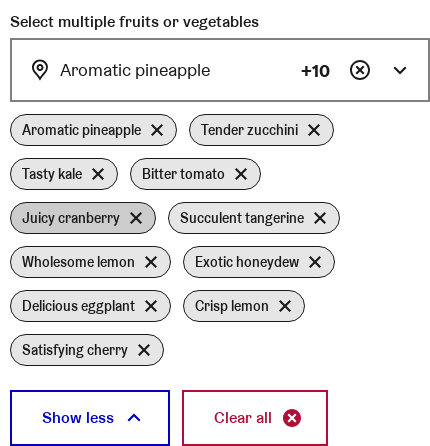 Select multiple fruits or vegetables
Aromatic pineapple +10
Aromatic pineapple Tender zucchini
Tasty kale Bitter tomato
Juicy cranberry Succulent tangerine
Wholesome lemon Exotic honeydew
Delicious eggplant Crisp lemon
Satisfying cherry
Show less Clear all